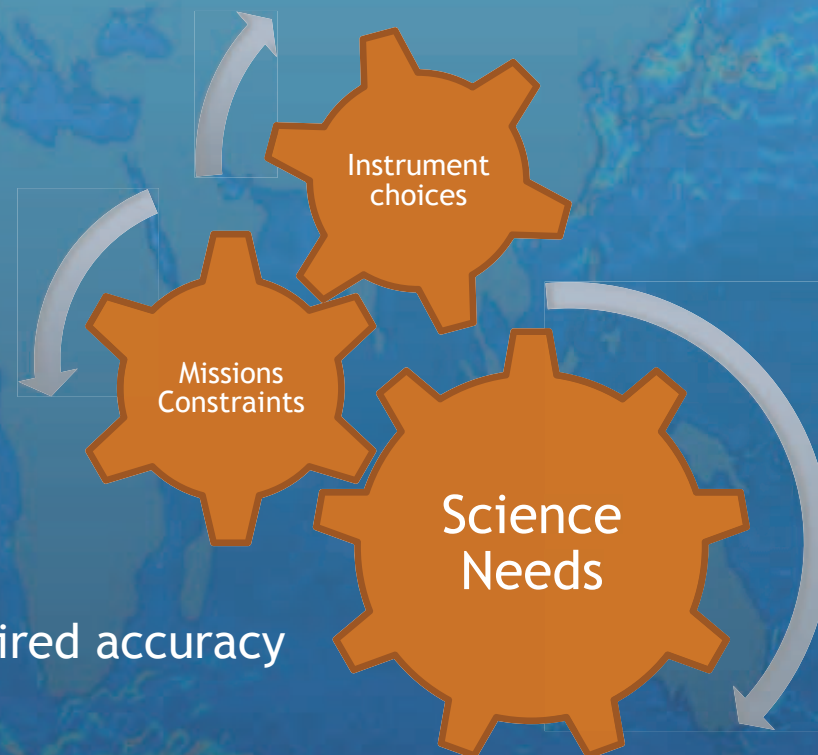 Instrument
choices
Missions
Constraints
Science
Needs
ired accuracy